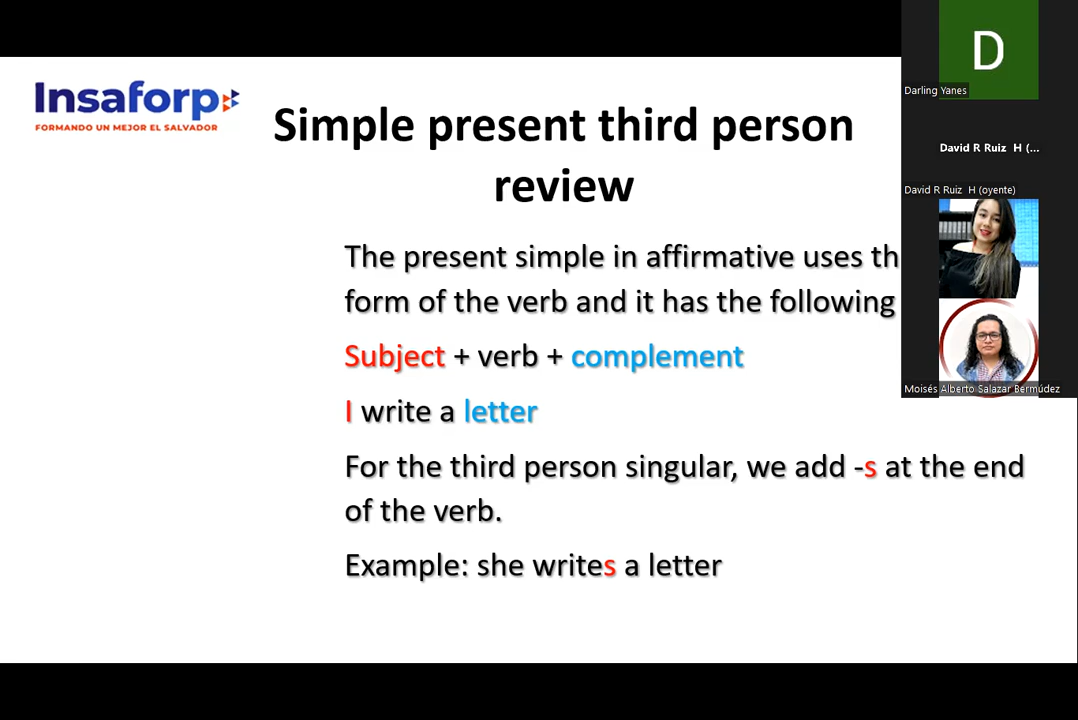 Insaforp
FORMANDO UN MEJOR EL SALVADOR
Simple present third person
review
The present simple in affirmative uses th
form of the verb and it has the following
Subject + verb + complement
I write a letter
For the third person singular, we add -s at the end
of the verb.
Example: she writes a letter
D
Darling Yanes
David R Ruiz H (...
David R Ruiz H (oyente)
Moisés Alberto Salazar Bermúdez